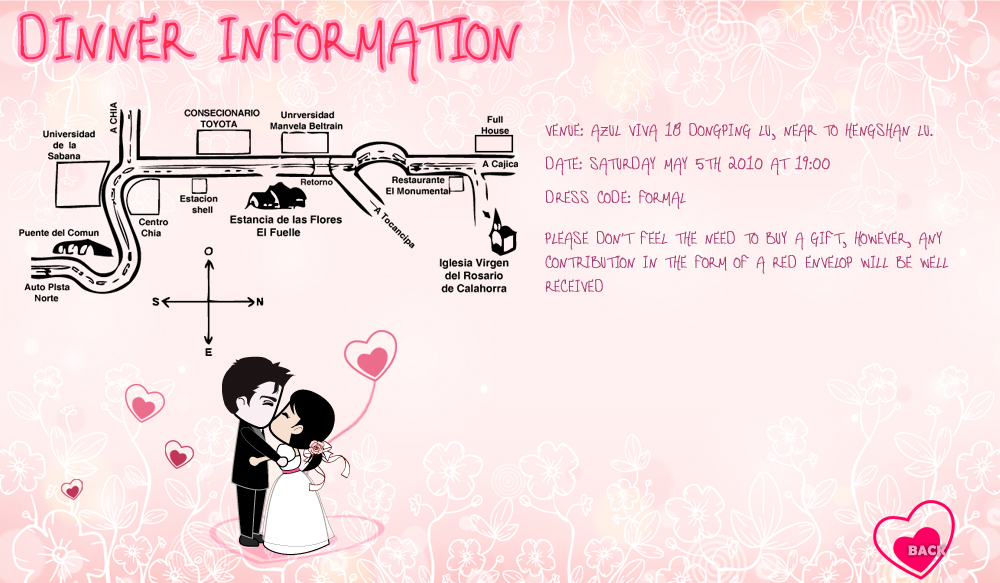 DINNER INFORMATION
A CHIA
CONSECIONARIO
TOYOTA
Unrversidad
Manvela Beltrain
Full
House
Universidad
de la
Sabana
A Cajica
Retorno
Restaurante
El Monumental
Estacion
shell
Centro
Chia
Estancia de las Flores
El Fuelle
A Tocancipa
Puente del Comun
Auto Plsta
Norte
Iglesia Virgen
del Rosario
de Calahorra
O
S
N
E
VENUE: AZUL VIVA 18 DONGPING LU, NEAR TO HENGSHAN LU.
DATE: SATURDAY MAY 5TH 2010 AT 19:00
DRESS CODE: FORMAL
PLEASE DON'T FEEL THE NEED TO BUY A GIFT, HOWEVER, ANY
CONTRIBUTION IN THE FORM OF A RED ENVELOP WILL BE WELL
RECEIVED
BACK